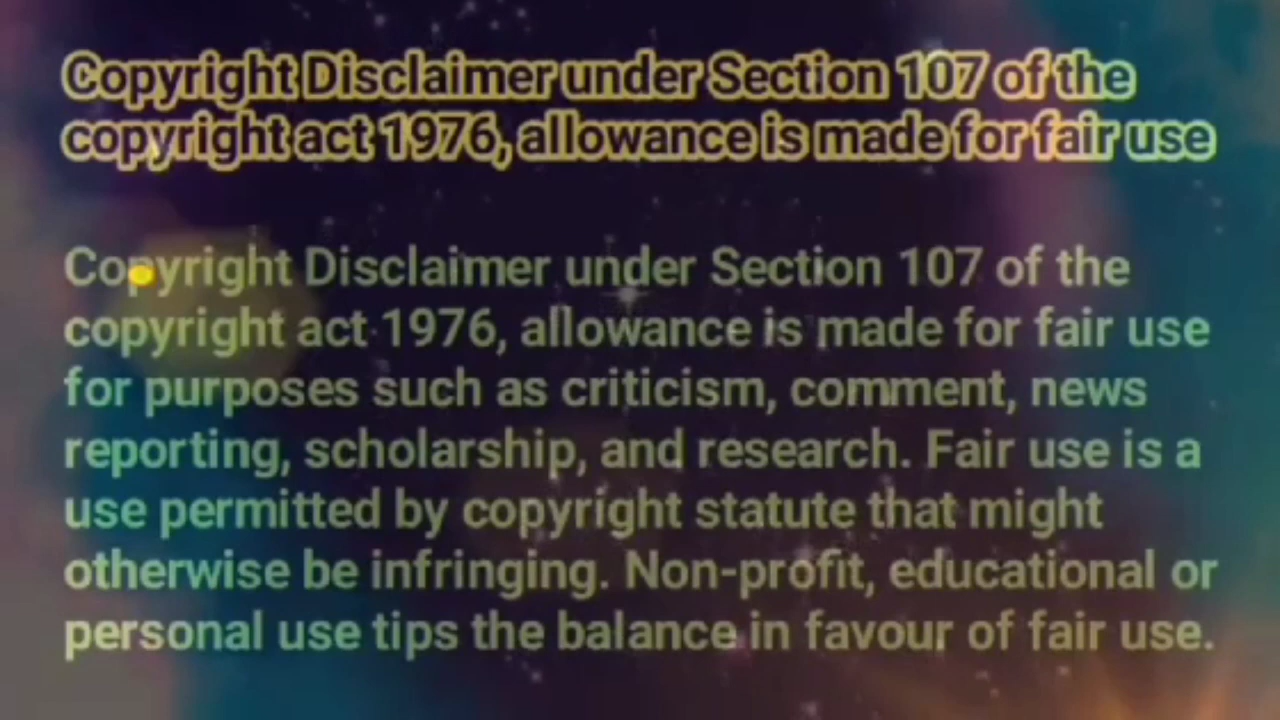 Copyright Disclaimer under Section 107 of the
copyright act 1976, allowance is made for fair use
Copyright Disclaimer under Section 107 of the
copyright act 1976, allowance is made for fair use
for purposes such as criticism, comment, news
reporting, scholarship, and research. Fair use is a
use permitted by copyright statute that might
otherwise be infringing. Non-profit, educational or
personal use tips the balance in favour of fair use.